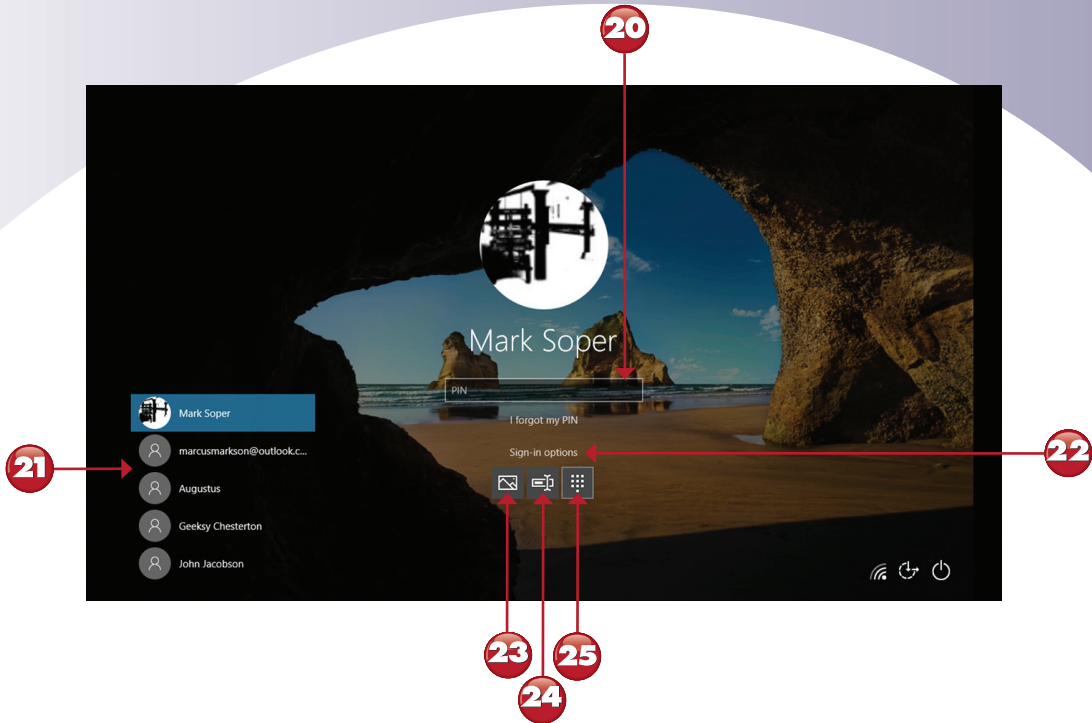 20
Mark Soper
PIN
I forgot my PIN
Sign-in options
Mark Soper
marcusmarkson@outlook.c...
Augustus
Geeksy Chesterton
John Jacobson
21
22
23
24
25